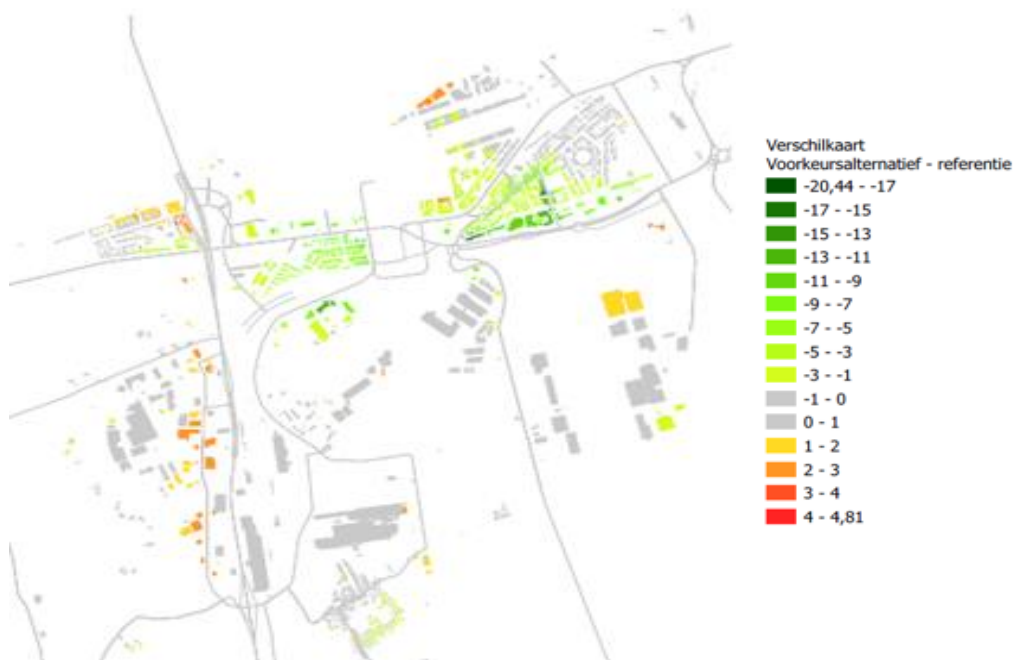 Verschilkaart
Voorkeursalternatief - referentie
-20,44 - -17
-17 - -15
-15 - -13
-13 - -11
-11 - -9
-9 - -7
-7 - -5
-5 - -3
-3 - -1
-1 - 0
0 - 1
1 - 2
2 - 3
3 - 4
4 - 4,81